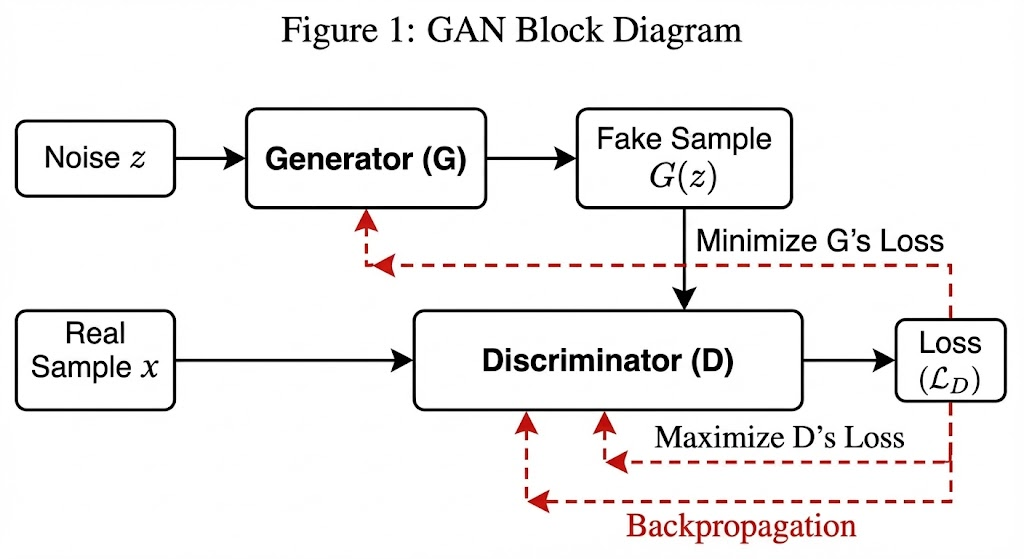 Figure 1: GAN Block Diagram
Noise z
Generator (G)
Fake Sample
G(z)
Minimize G's Loss
Real
Sample x
Discriminator (D)
Loss
(ℒ_D)
Maximize D's Loss
Backpropagation